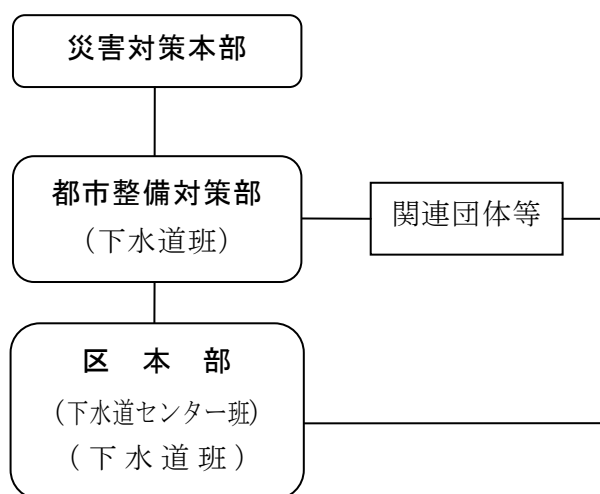 災害対策本部
都市整備対策部
（下水道班）
関連団体等
区　本　部
（下水道センター班）
（下 水 道 班）